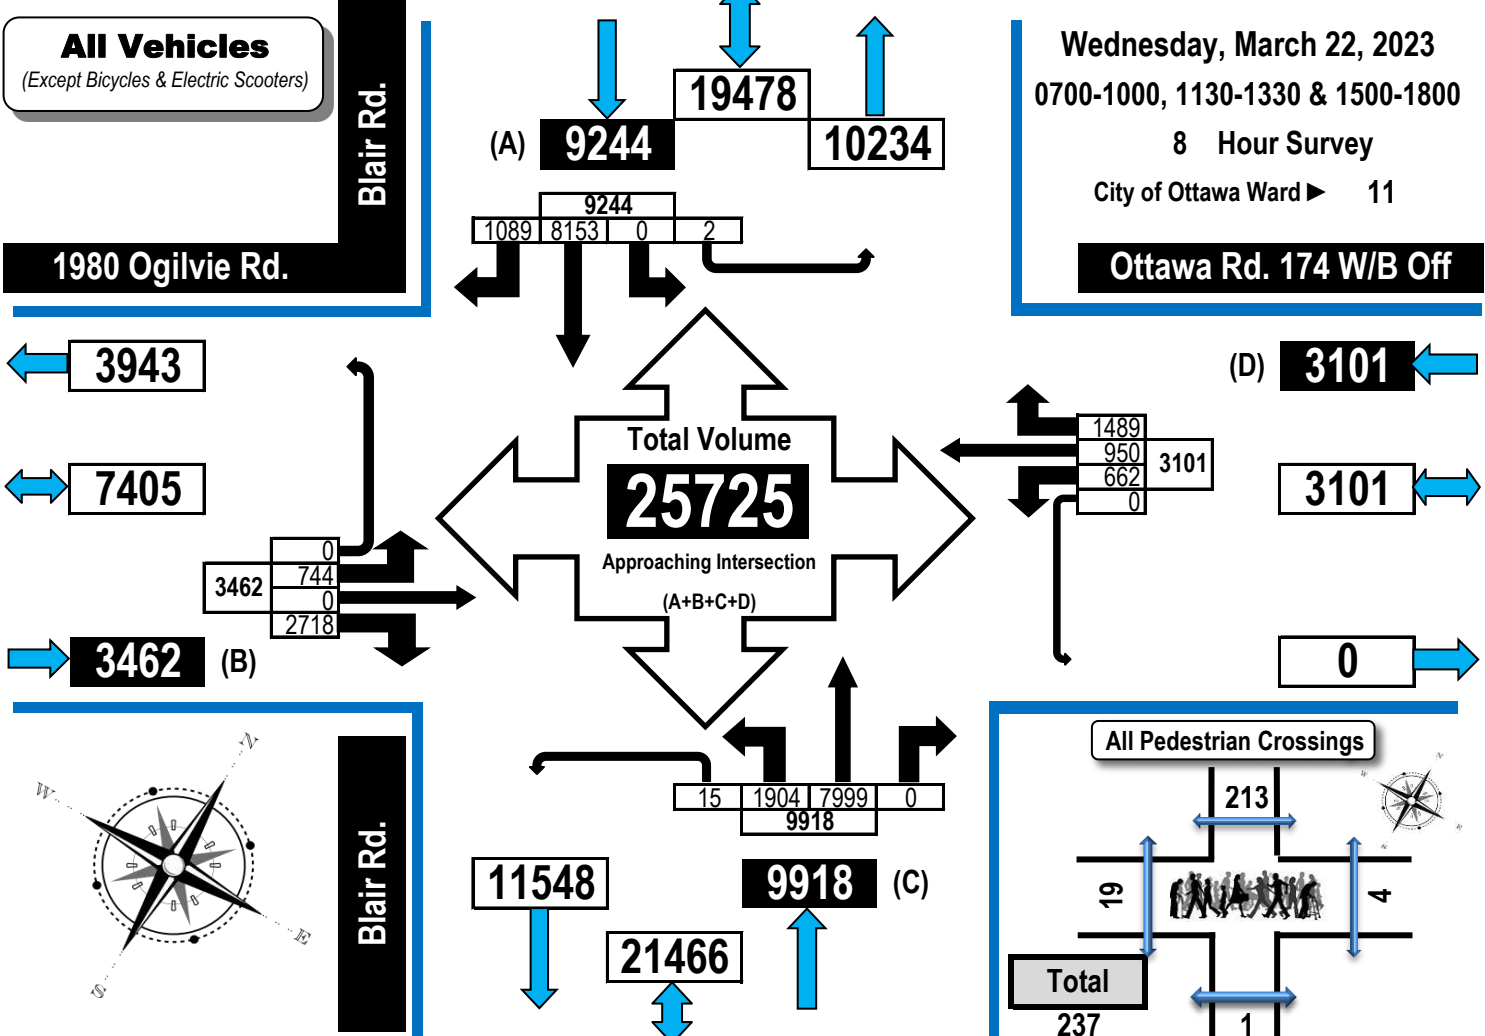 All Vehicles
(Except Bicycles & Electric Scooters)
Blair Rd.
1980 Ogilvie Rd.
19478
(A) 9244
10234
9244
1089 8153 0 2
Wednesday, March 22, 2023
0700-1000, 1130-1330 & 1500-1800
8 Hour Survey
City of Ottawa Ward ► 11
Ottawa Rd. 174 W/B Off
3943
7405
0
744
3462
0
2718
3462 (B)
Total Volume
25725
Approaching Intersection
(A+B+C+D)
(D) 3101
1489
950
3101
662
0
3101
0
N
W
E
S
Blair Rd.
15 1904 7999 0
9918
11548
9918 (C)
21466
All Pedestrian Crossings
N
W
E
S
213
19
4
Total
237
1